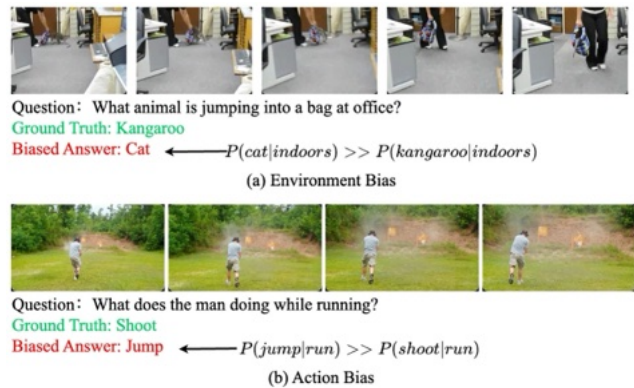 Question: What animal is jumping into a bag at office?
Ground Truth: Kangaroo
Biased Answer: Cat P(cat|indoors) >> P(kangaroo|indoors)
(a) Environment Bias
Question: What does the man doing while running?
Ground Truth: Shoot
Biased Answer: Jump P(jump|run) >> P(shoot|run)
(b) Action Bias